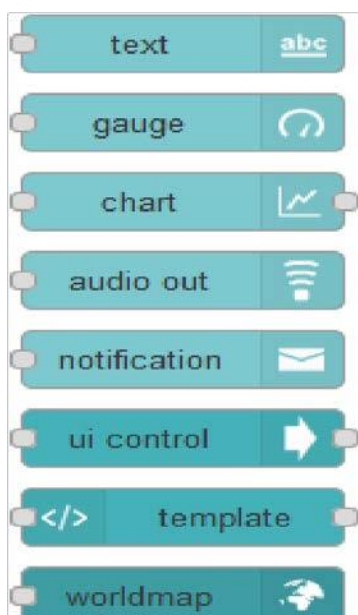 text abc
gauge
chart
audio out
notification
ui control
</> template
worldmap